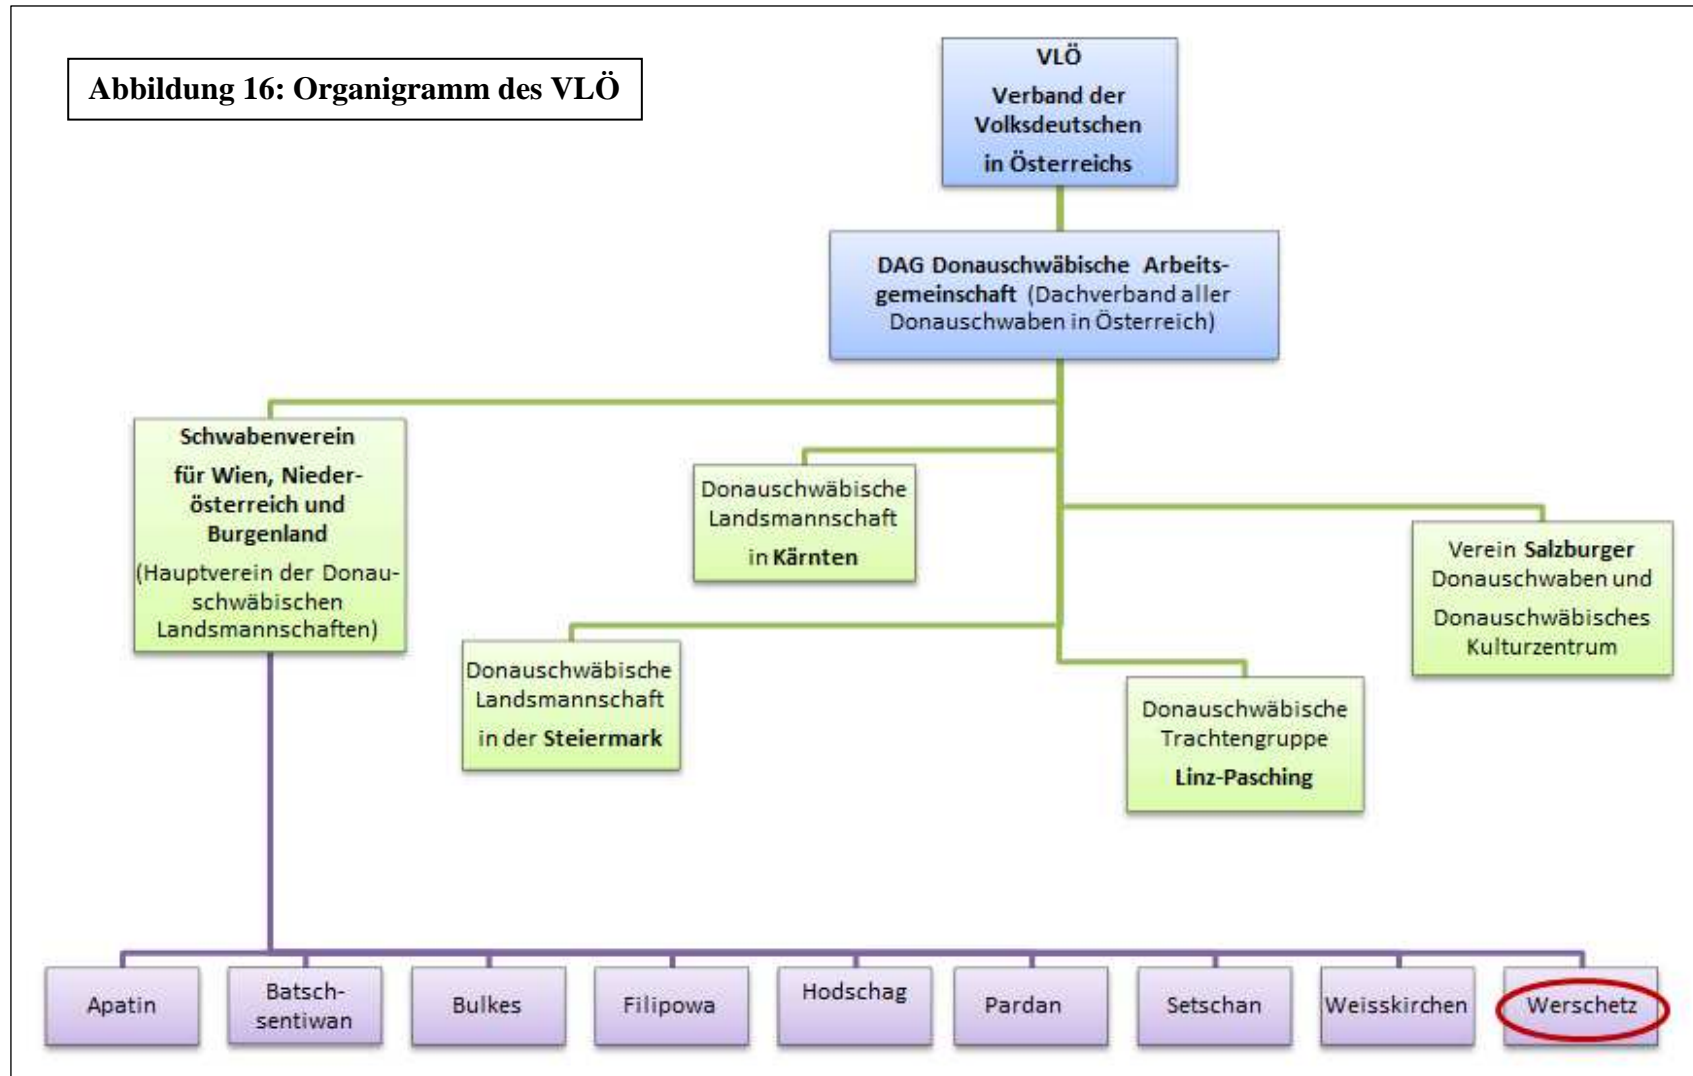 Abbildung 16: Organigramm des VLÖ
VLÖ
Verband der
Volksdeutschen
in Österreichs
DAG Donauschwäbische Arbeits-
gemeinschaft (Dachverband aller
Donauschwaben in Österreich)
Schwabenverein
für Wien, Nieder-
österreich und
Burgenland
(Hauptverein der Donau-
schwäbischen
Landsmannschaften)
Donauschwäbische
Landsmannschaft
in Kärnten
Verein Salzburger
Donauschwaben und
Donauschwäbisches
Kulturzentrum
Donauschwäbische
Landsmannschaft
in der Steiermark
Donauschwäbische
Trachtengruppe
Linz-Pasching
Apatin
Batsch-
sentiwan
Bulkes
Filipowa
Hodschag
Pardan
Setschan
Weisskirchen
Werschetz